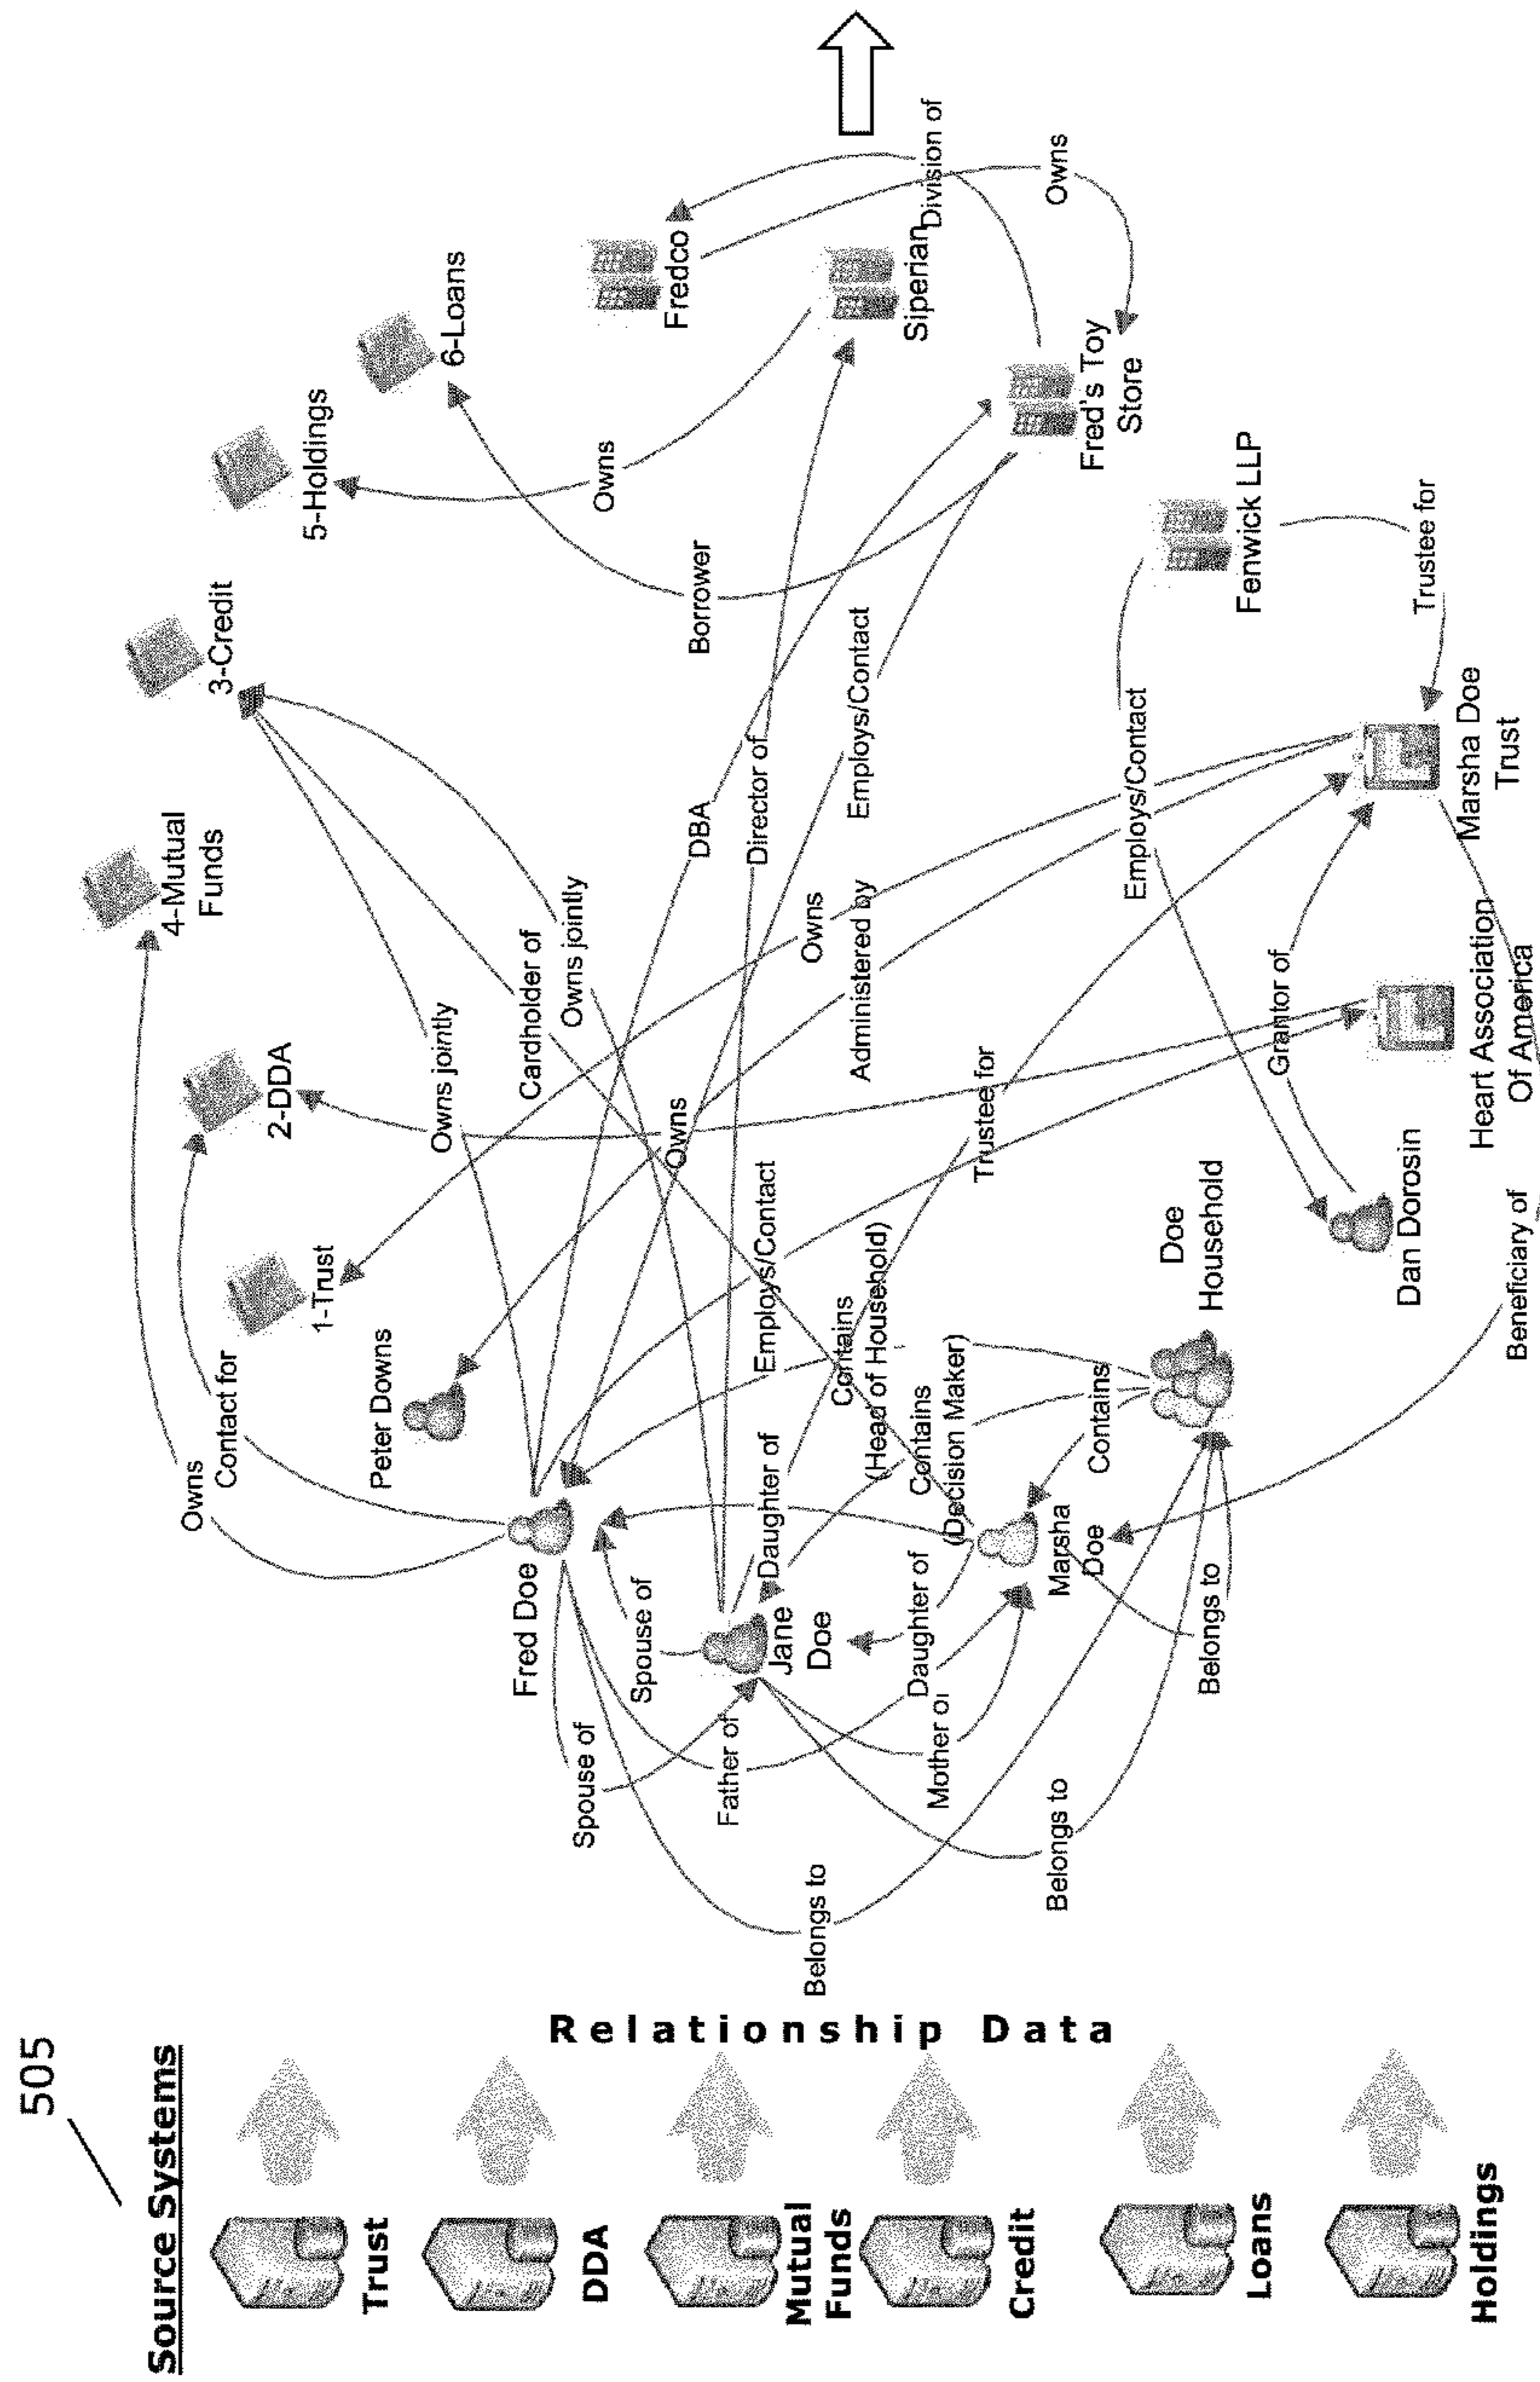 505
Source Systems
Trust
DDA
Mutual
Funds
Credit
Loans
Holdings
Relationship Data
Owns
Contact for
4-Mutual
Funds
2-DDA
1-Trust
3-Credit
5-Holdings
6-Loans
Peter Downs
Fred Doe
Owns jointly
Cardholder of
Owns jointly
Owns
DBA
Director of
Borrower
Owns
Fredco
Siperian
Division of
Owns
Fred's Toy
Store
Employs/Contact
Owns
Administered by
Employs/Contact
Fenwick LLP
Trustee for
Marsha Doe
Trust
Grantor of
Trustee for
Heart Association
Of America
Dan Dorosin
Beneficiary of
Doe
Household
Employs/Contact
Contains
(Head of Household)
Contains
(Decision Maker)
Contains
Daughter of
Spouse of
Jane
Doe
Daughter of
Marsha
Doe
Spouse of
Father of
Mother of
Belongs to
Belongs to
Belongs to